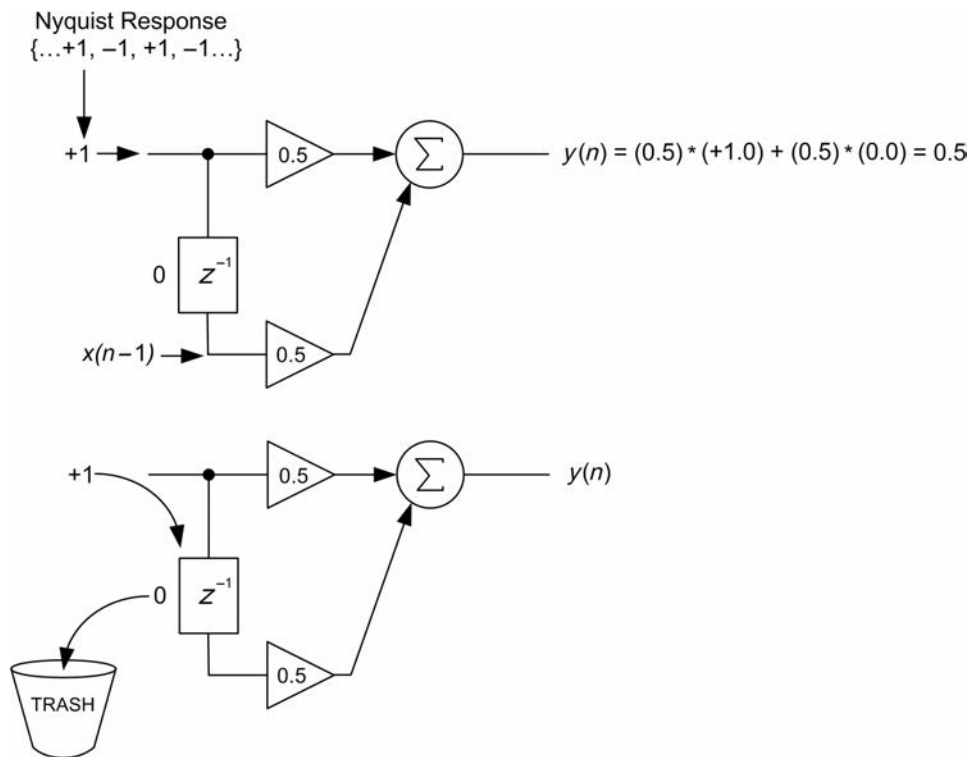 Nyquist Response
{...+1, –1, +1, –1...}
+1
0.5
Σ
y(n) = (0.5) * (+1.0) + (0.5) * (0.0) = 0.5
0
z⁻¹
x(n–1)
0.5
+1
0.5
Σ
y(n)
0
z⁻¹
0.5
TRASH